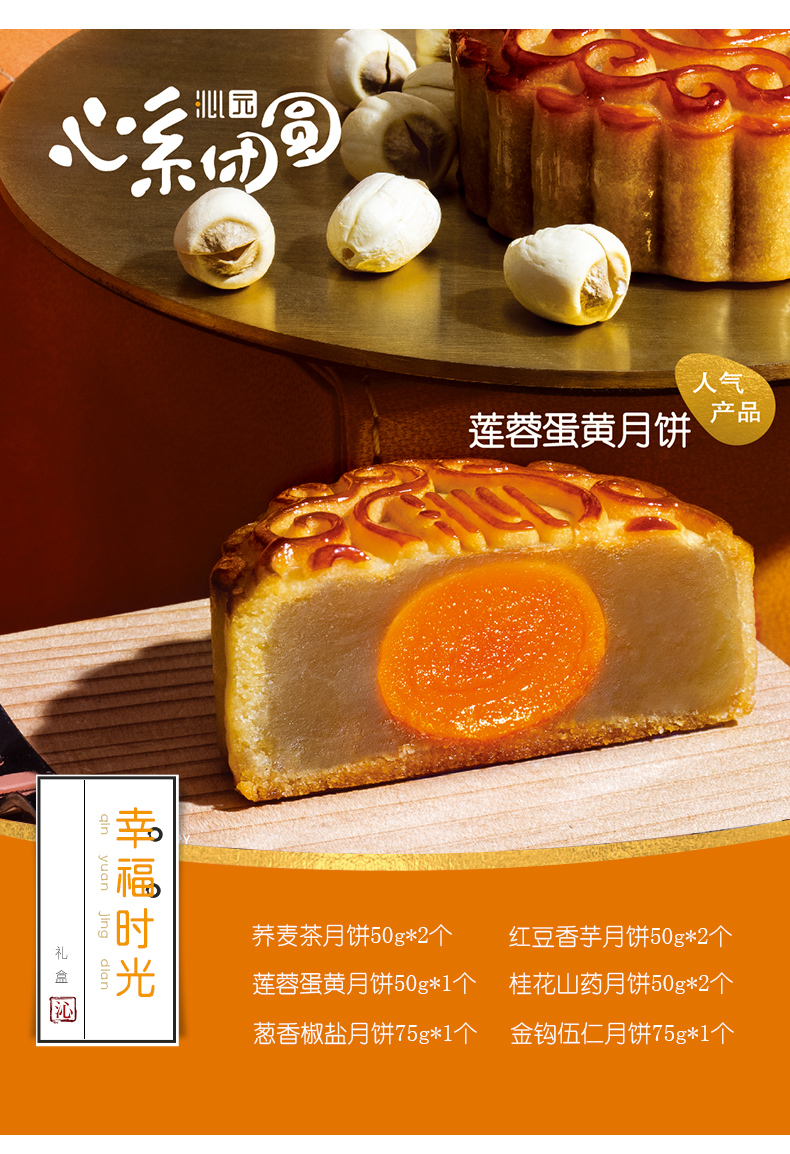 沁园
心系团圆
人气
产品
莲蓉蛋黄月饼
幸福时光
qin yuan jing dian
礼盒
沁
荞麦茶月饼50g*2个
红豆香芋月饼50g*2个
莲蓉蛋黄月饼50g*1个
桂花山药月饼50g*2个
葱香椒盐月饼75g*1个
金钩伍仁月饼75g*1个